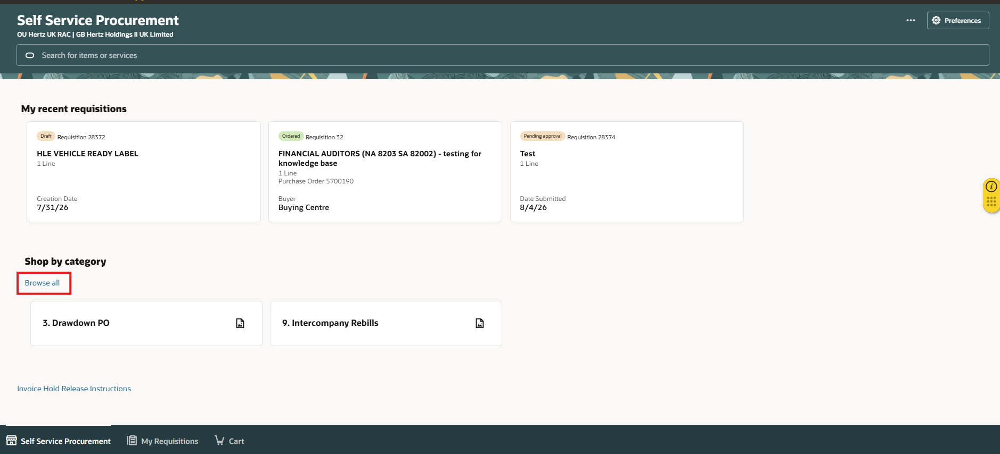 Self Service Procurement
OU Hertz UK RAC | GB Hertz Holdings II UK Limited
Preferences
Search for items or services
My recent requisitions
Draft Requisition 28372
HLE VEHICLE READY LABEL
1 Line
Creation Date
7/31/26
Ordered Requisition 32
FINANCIAL AUDITORS (NA 8203 SA 82002) - testing for
knowledge base
1 Line
Purchase Order 5700190
Buyer
Buying Centre
Pending approval Requisition 28374
Test
1 Line
Date Submitted
8/4/26
Shop by category
Browse all
3. Drawdown PO
9. Intercompany Rebills
Invoice Hold Release Instructions
Self Service Procurement
My Requisitions
Cart